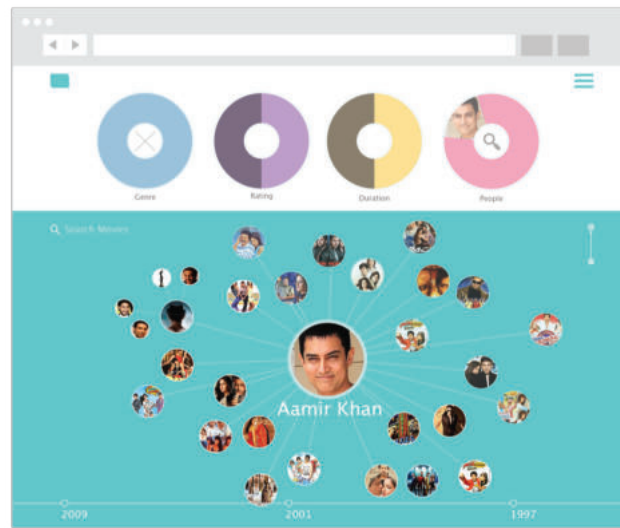 Genre
Rating
Duration
People
Search Movies
Aamir Khan
2009
2001
1997